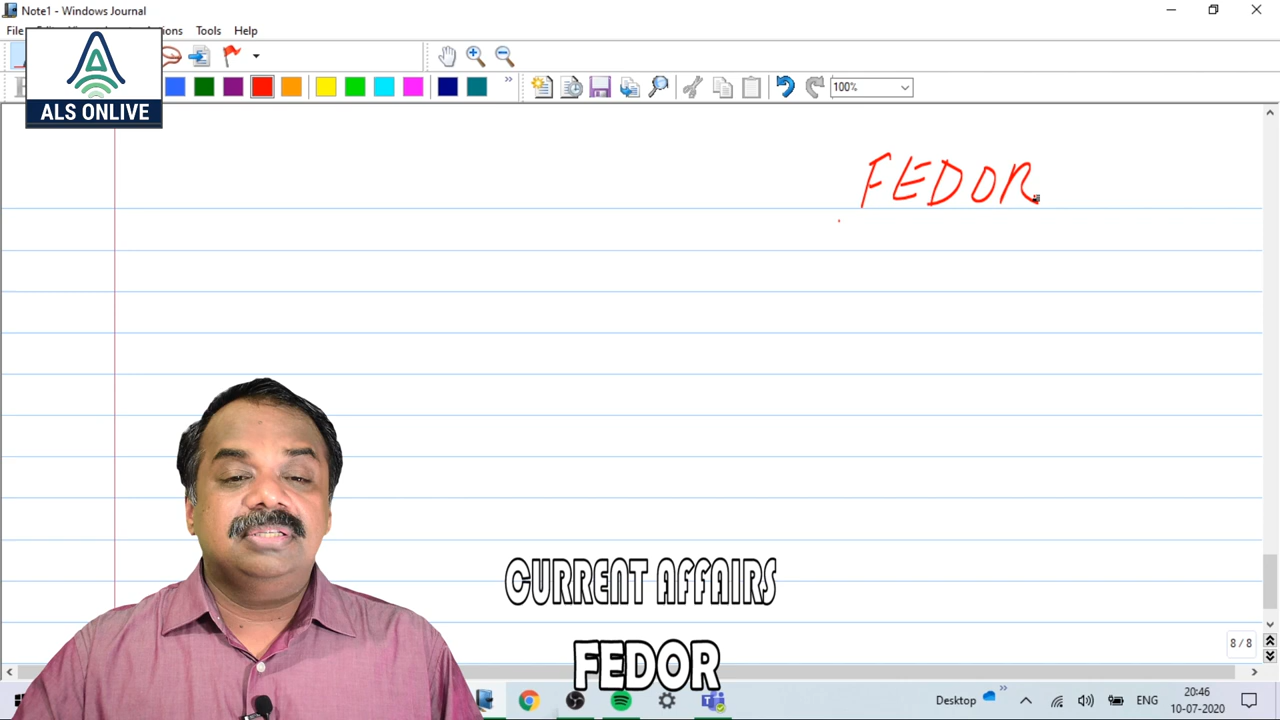 Note1 - Windows Journal
File
Tools Help
ALS ONLIVE
100%
FEDOR
CURRENT AFFAIRS
FEDOR
8 / 8
Desktop
ENG
20:46
10-07-2020